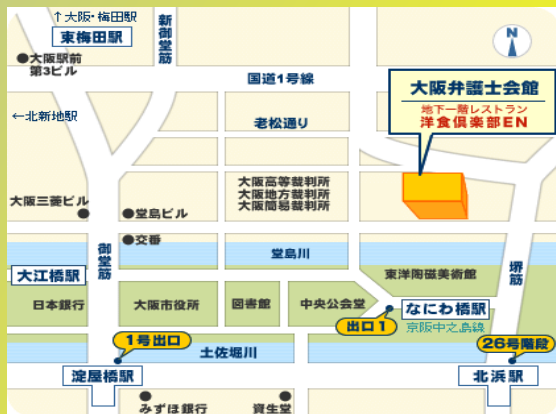 ↑大阪・梅田駅
東梅田駅
新御堂筋
N
●大阪駅前
第3ビル
国道1号線
大阪弁護士会館
地下一階レストラン
洋食倶楽部EN
←北新地駅
老松通り
大阪高等裁判所
大阪地方裁判所
大阪簡易裁判所
大阪三菱ビル
●堂島ビル
●交番
御堂筋
堂島川
堺筋
大江橋駅
東洋陶磁美術館
日本銀行
大阪市役所
図書館
中央公会堂
なにわ橋駅
出口1
京阪中之島線
1号出口
土佐堀川
26号階段
淀屋橋駅
北浜駅
みずほ銀行
資生堂